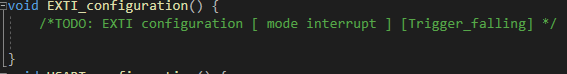 void EXTI_configuration() {
/*TODO: EXTI configuration [ mode interrupt ] [Trigger_falling] */
}